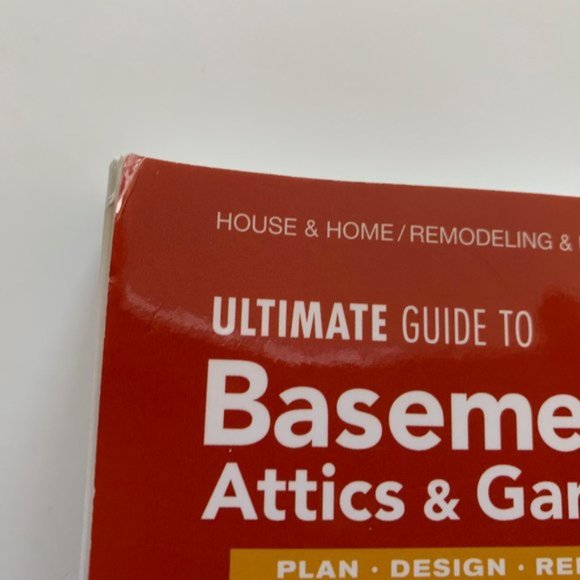 HOUSE & HOME/REMODELING &
ULTIMATE GUIDE TO
Baseme
Attics & Gar
PLAN · DESIGN · RE